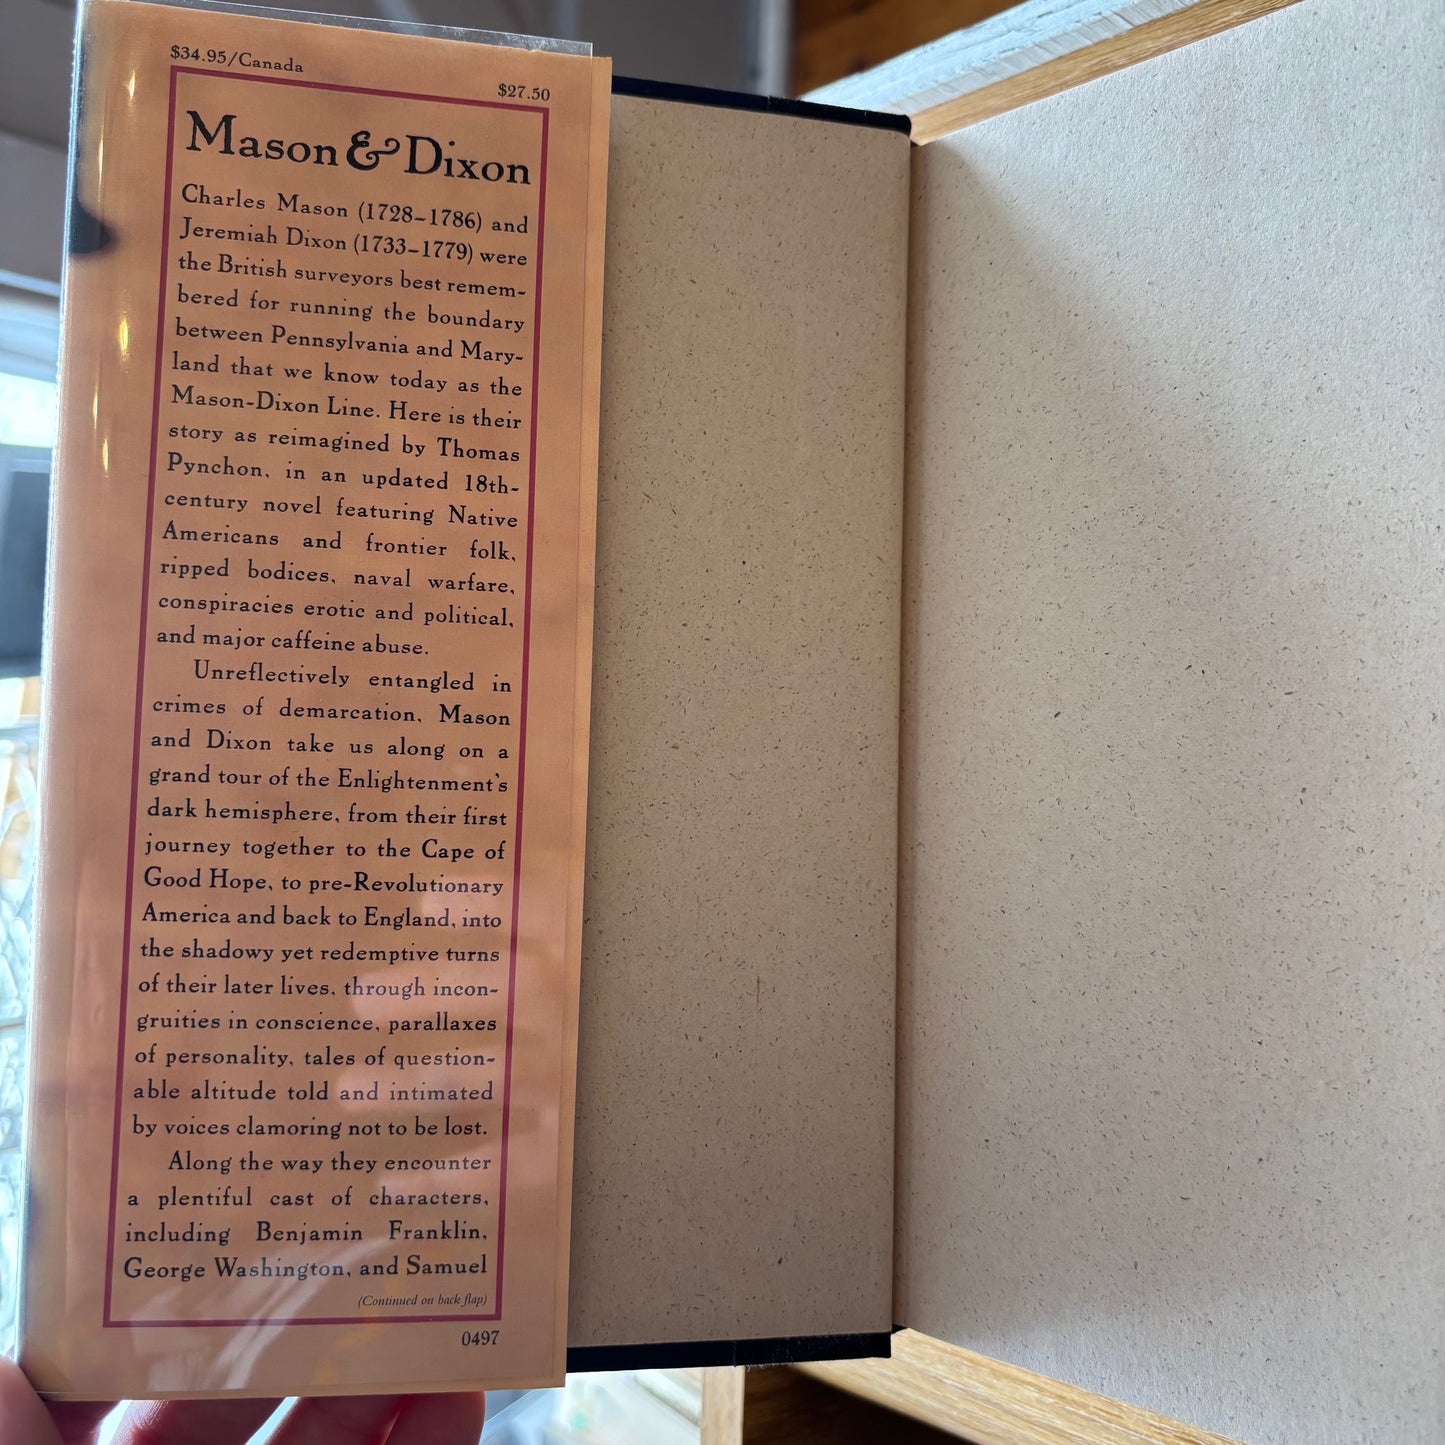 $34.95/Canada
$27.50
Mason & Dixon
Charles Mason (1728–1786) and
Jeremiah Dixon (1733–1779) were
the British surveyors best remem-
bered for running the boundary
between Pennsylvania and Mary-
land that we know today as the
Mason-Dixon Line. Here is their
story as reimagined by Thomas
Pynchon, in an updated 18th-
century novel featuring Native
Americans and frontier folk,
ripped bodices, naval warfare,
conspiracies erotic and political,
and major caffeine abuse.
Unreflectively entangled in
crimes of demarcation, Mason
and Dixon take us along on a
grand tour of the Enlightenment's
dark hemisphere, from their first
journey together to the Cape of
Good Hope, to pre-Revolutionary
America and back to England, into
the shadowy yet redemptive turns
of their later lives, through incon-
gruities in conscience, parallaxes
of personality, tales of question-
able altitude told and intimated
by voices clamoring not to be lost.
Along the way they encounter
a plentiful cast of characters,
including Benjamin Franklin,
George Washington, and Samuel
(Continued on back flap)
0497